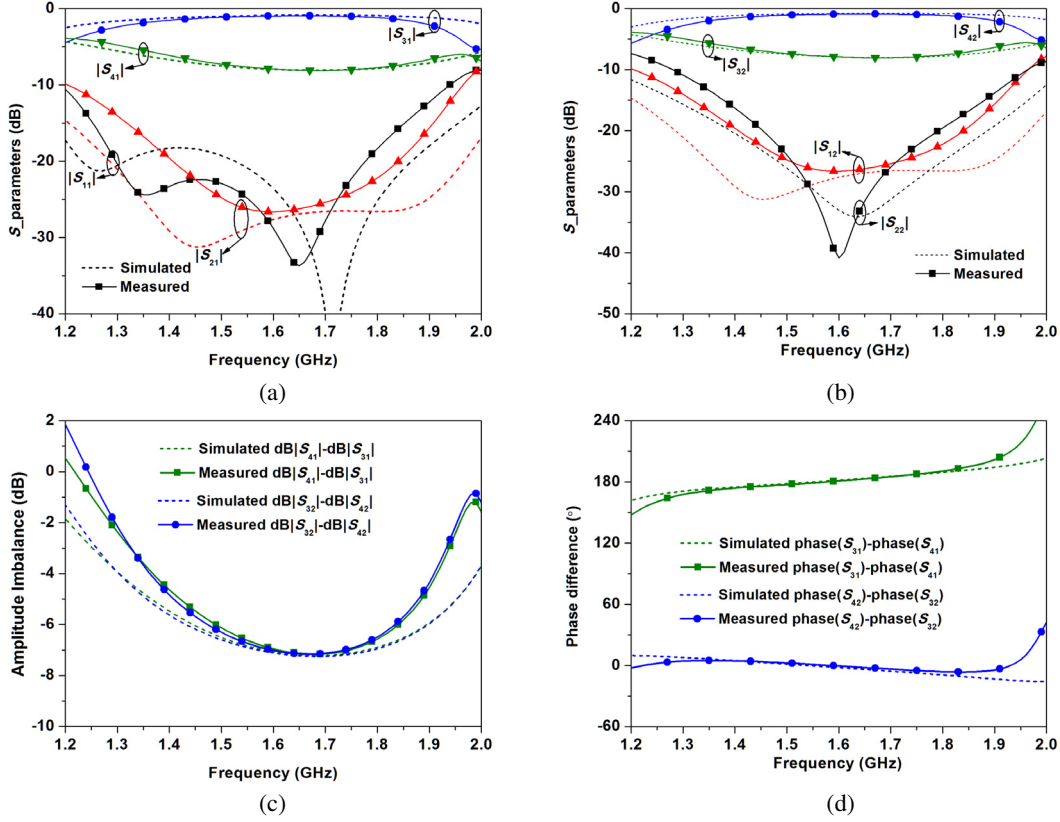 0
-10
-20
-30
-40
S_parameters (dB)
|S31|
|S41|
|S11|
|S21|
Simulated
Measured
1.2 1.3 1.4 1.5 1.6 1.7 1.8 1.9 2.0
Frequency (GHz)
(a)
0
-10
-20
-30
-40
-50
S_parameters (dB)
|S42|
|S32|
|S12|
|S22|
Simulated
Measured
1.2 1.3 1.4 1.5 1.6 1.7 1.8 1.9 2.0
Frequency (GHz)
(b)
2
0
-2
-4
-6
-8
-10
Amplitude Imbalance (dB)
Simulated dB|S41|-dB|S31|
Measured dB|S41|-dB|S31|
Simulated dB|S32|-dB|S42|
Measured dB|S32|-dB|S42|
1.2 1.3 1.4 1.5 1.6 1.7 1.8 1.9 2.0
Frequency (GHz)
(c)
240
180
120
60
0
-60
Phase difference (°)
Simulated phase(S31)-phase(S41)
Measured phase(S31)-phase(S41)
Simulated phase(S42)-phase(S32)
Measured phase(S42)-phase(S32)
1.2 1.3 1.4 1.5 1.6 1.7 1.8 1.9 2.0
Frequency (GHz)
(d)